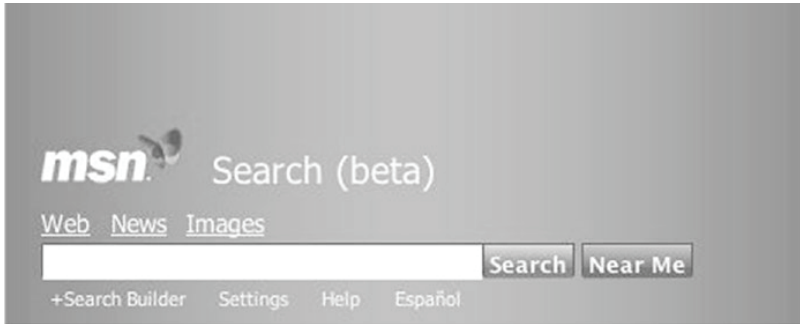 msn. Search (beta)
Web News Images
Search Near Me
+Search Builder Settings Help Español